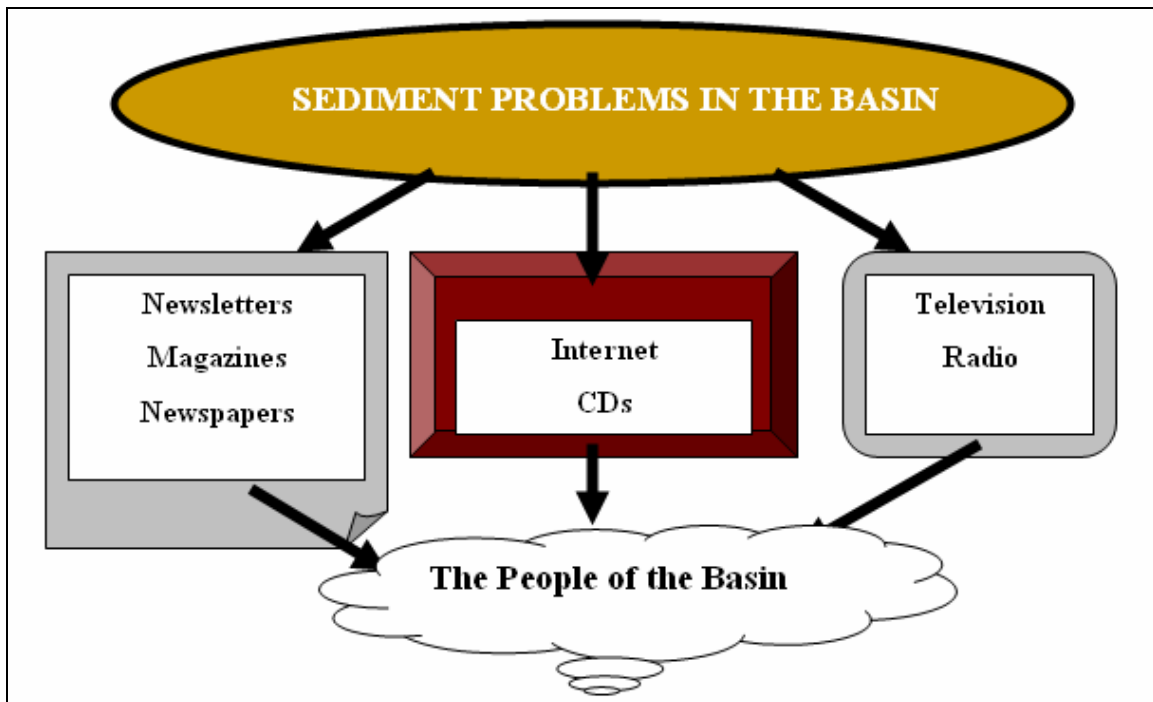 SEDIMENT PROBLEMS IN THE BASIN
Newsletters
Magazines
Newspapers
Internet
CDs
Television
Radio
The People of the Basin